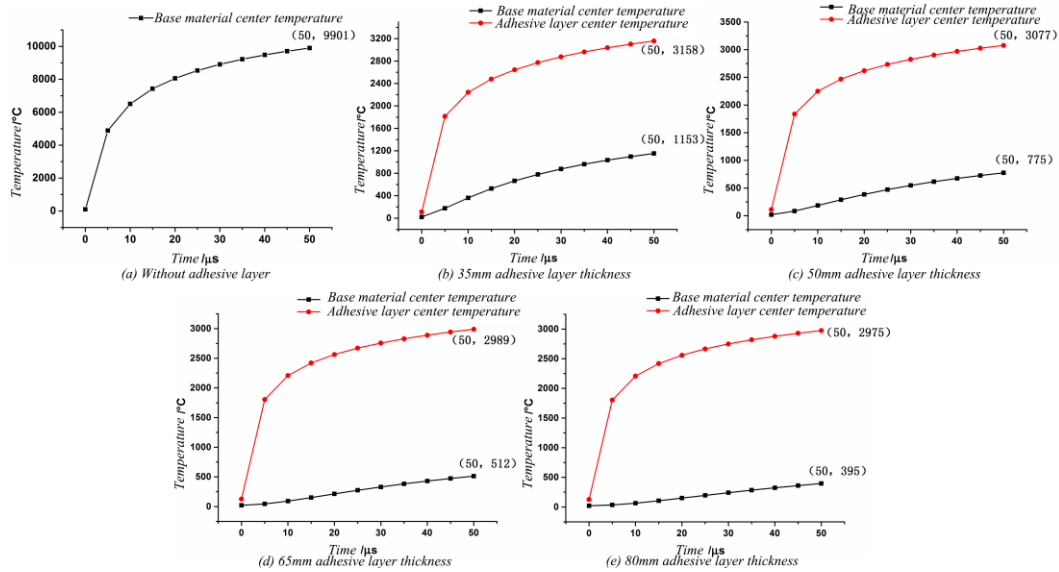 Base material center temperature
(50, 9901)
10000
8000
6000
4000
2000
0
Temperature/°C
0 10 20 30 40 50
Time /μs
(a) Without adhesive layer
Base material center temperature
Adhesive layer center temperature
3200
2800
2400
2000
1600
1200
800
400
0
Temperature /°C
(50, 3158)
(50, 1153)
0 10 20 30 40 50
Time /μs
(b) 35mm adhesive layer thickness
Base material center temperature
Adhesive layer center temperature
3500
3000
2500
2000
1500
1000
500
0
Temperature /°C
(50, 3077)
(50, 775)
0 10 20 30 40 50
Time /μs
(c) 50mm adhesive layer thickness
Base material center temperature
Adhesive layer center temperature
3000
2500
2000
1500
1000
500
0
Temperature /°C
(50, 2989)
(50, 512)
0 10 20 30 40 50
Time /μs
(d) 65mm adhesive layer thickness
Base material center temperature
Adhesive layer center temperature
3000
2500
2000
1500
1000
500
0
Temperature /°C
(50, 2975)
(50, 395)
0 10 20 30 40 50
Time /μs
(e) 80mm adhesive layer thickness